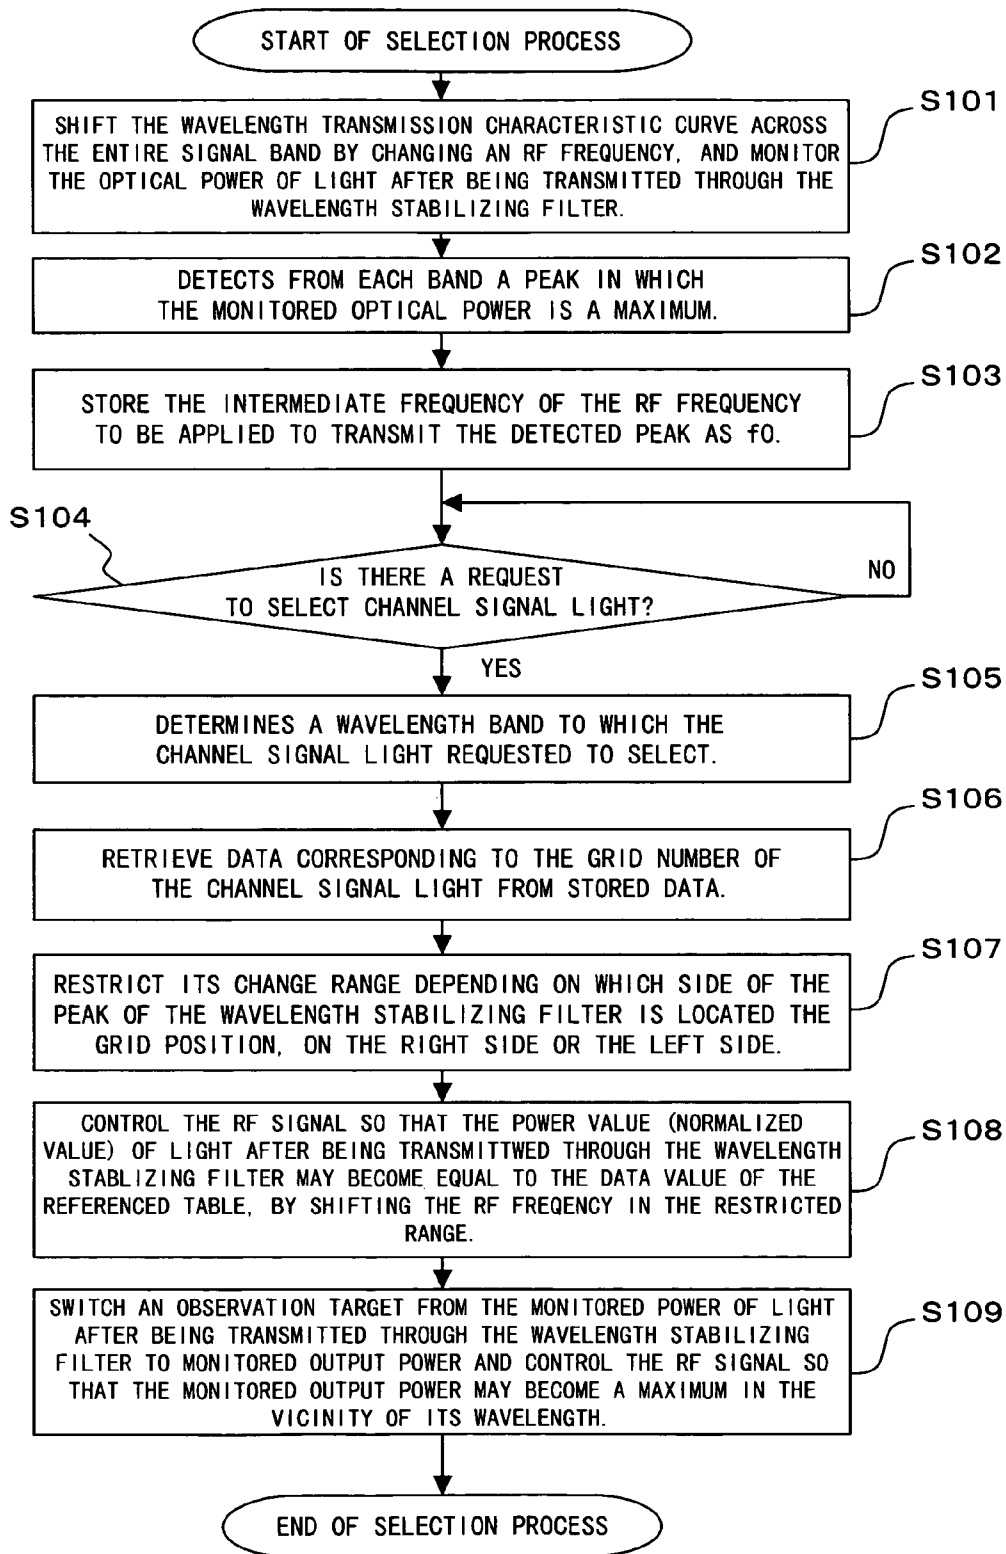 START OF SELECTION PROCESS
S101
SHIFT THE WAVELENGTH TRANSMISSION CHARACTERISTIC CURVE ACROSS
THE ENTIRE SIGNAL BAND BY CHANGING AN RF FREQUENCY, AND MONITOR
THE OPTICAL POWER OF LIGHT AFTER BEING TRANSMITTED THROUGH THE
WAVELENGTH STABILIZING FILTER.
S102
DETECTS FROM EACH BAND A PEAK IN WHICH
THE MONITORED OPTICAL POWER IS A MAXIMUM.
S103
STORE THE INTERMEDIATE FREQUENCY OF THE RF FREQUENCY
TO BE APPLIED TO TRANSMIT THE DETECTED PEAK AS f0.
S104
IS THERE A REQUEST
TO SELECT CHANNEL SIGNAL LIGHT?
NO
YES
S105
DETERMINES A WAVELENGTH BAND TO WHICH THE
CHANNEL SIGNAL LIGHT REQUESTED TO SELECT.
S106
RETRIEVE DATA CORRESPONDING TO THE GRID NUMBER OF
THE CHANNEL SIGNAL LIGHT FROM STORED DATA.
S107
RESTRICT ITS CHANGE RANGE DEPENDING ON WHICH SIDE OF THE
PEAK OF THE WAVELENGTH STABILIZING FILTER IS LOCATED THE
GRID POSITION, ON THE RIGHT SIDE OR THE LEFT SIDE.
S108
CONTROL THE RF SIGNAL SO THAT THE POWER VALUE (NORMALIZED
VALUE) OF LIGHT AFTER BEING TRANSMITTWED THROUGH THE WAVELENGTH
STABLIZING FILTER MAY BECOME EQUAL TO THE DATA VALUE OF THE
REFERENCED TABLE, BY SHIFTING THE RF FREQENCY IN THE RESTRICTED
RANGE.
S109
SWITCH AN OBSERVATION TARGET FROM THE MONITORED POWER OF LIGHT
AFTER BEING TRANSMITTED THROUGH THE WAVELENGTH STABILIZING
FILTER TO MONITORED OUTPUT POWER AND CONTROL THE RF SIGNAL SO
THAT THE MONITORED OUTPUT POWER MAY BECOME A MAXIMUM IN THE
VICINITY OF ITS WAVELENGTH.
END OF SELECTION PROCESS